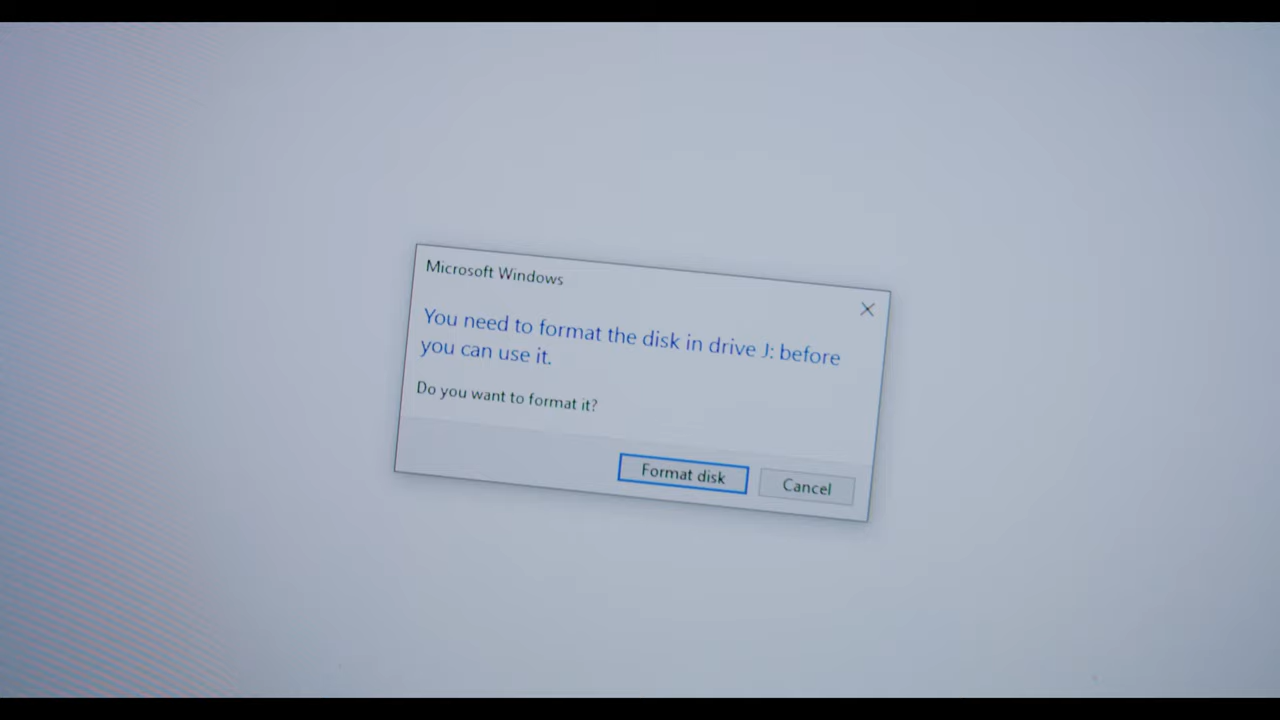 Microsoft Windows
You need to format the disk in drive J: before
you can use it.
Do you want to format it?
Format disk
Cancel